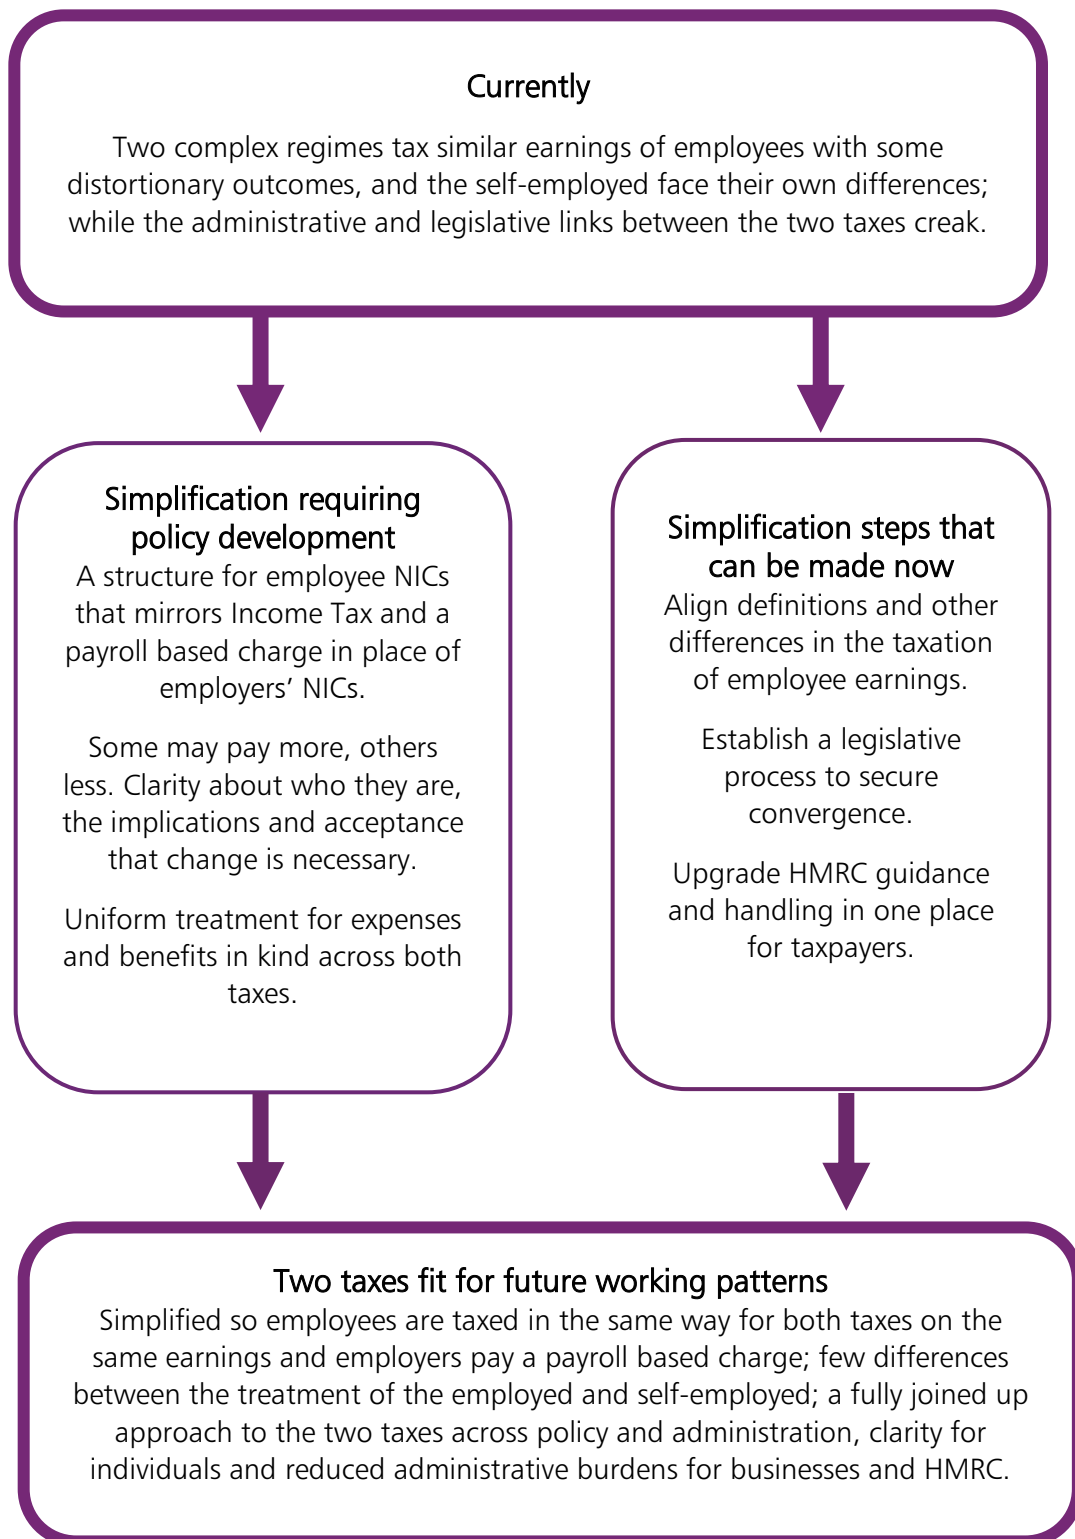 Currently
Two complex regimes tax similar earnings of employees with some
distortionary outcomes, and the self-employed face their own differences;
while the administrative and legislative links between the two taxes creak.
Simplification requiring
policy development
A structure for employee NICs
that mirrors Income Tax and a
payroll based charge in place of
employers’ NICs.
Some may pay more, others
less. Clarity about who they are,
the implications and acceptance
that change is necessary.
Uniform treatment for expenses
and benefits in kind across both
taxes.
Simplification steps that
can be made now
Align definitions and other
differences in the taxation
of employee earnings.
Establish a legislative
process to secure
convergence.
Upgrade HMRC guidance
and handling in one place
for taxpayers.
Two taxes fit for future working patterns
Simplified so employees are taxed in the same way for both taxes on the
same earnings and employers pay a payroll based charge; few differences
between the treatment of the employed and self-employed; a fully joined up
approach to the two taxes across policy and administration, clarity for
individuals and reduced administrative burdens for businesses and HMRC.